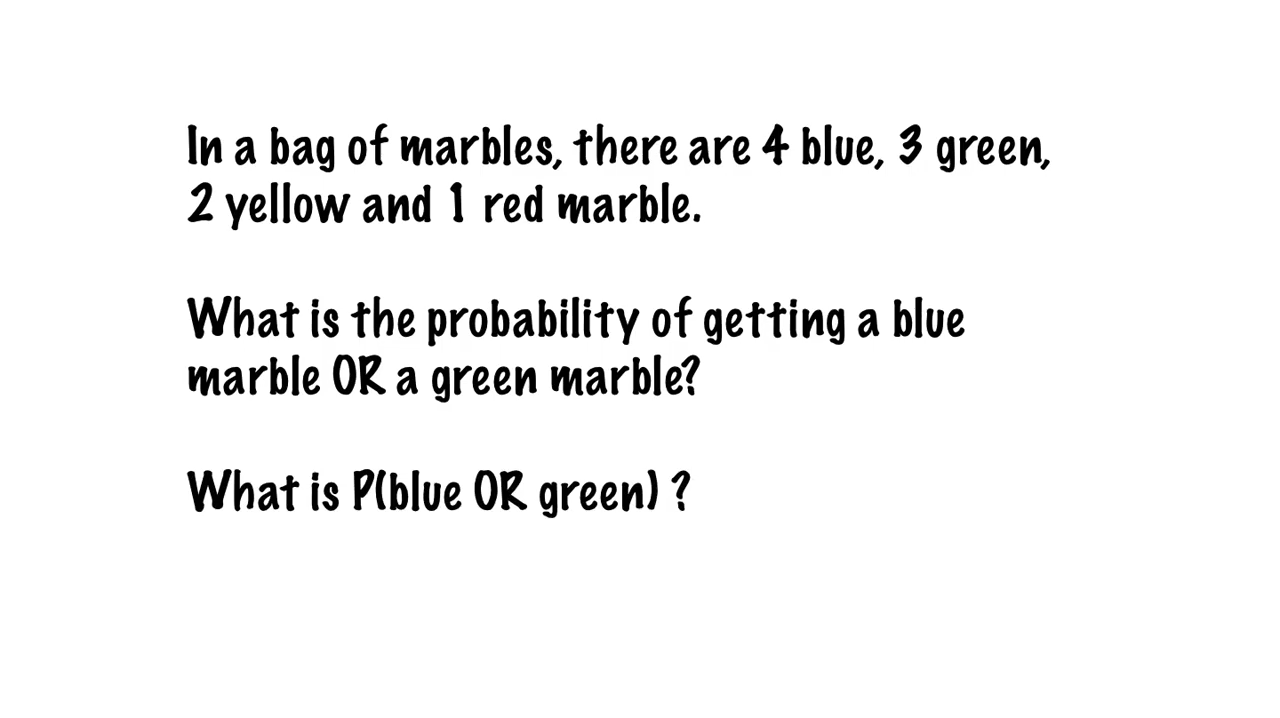 In a bag of marbles, there are 4 blue, 3 green,
2 yellow and 1 red marble.
What is the probability of getting a blue
marble OR a green marble?
What is P(blue OR green) ?